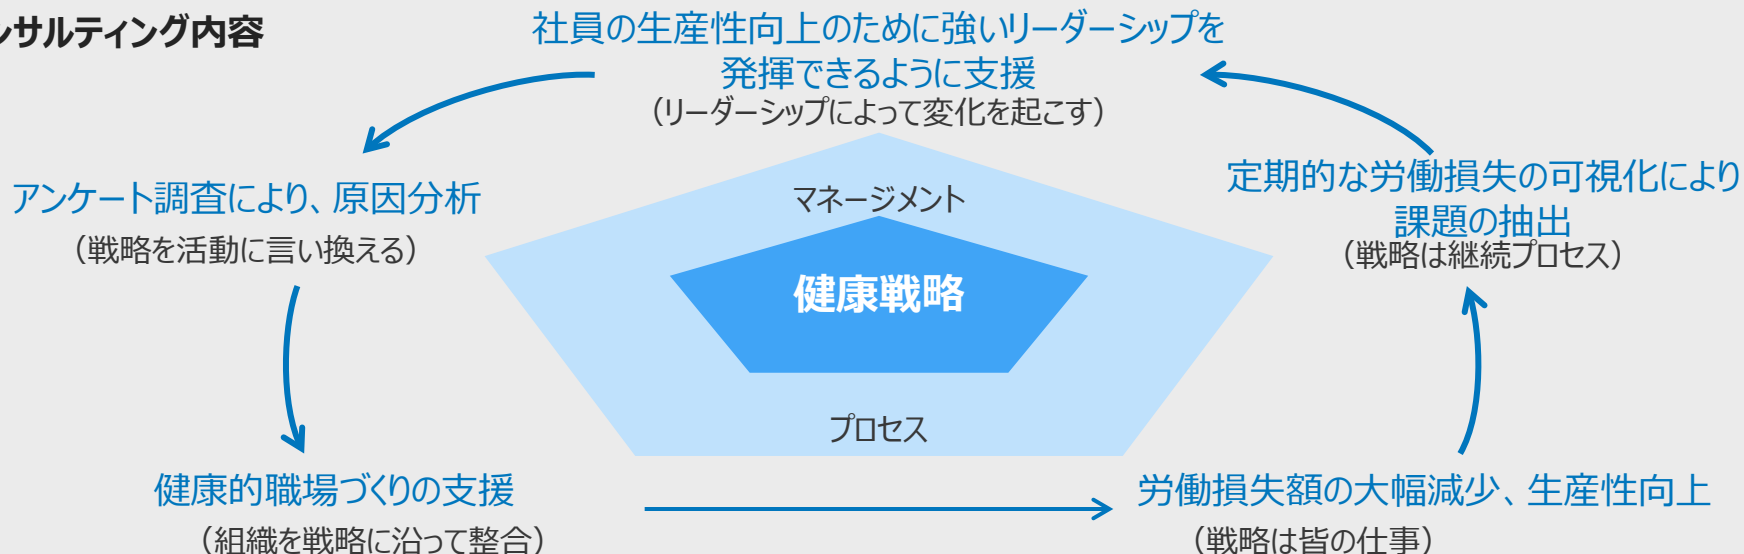 ンサルティング内容
社員の生産性向上のために強いリーダーシップを
発揮できるように支援
（リーダーシップによって変化を起こす）
アンケート調査により、原因分析
（戦略を活動に言い換える）
定期的な労働損失の可視化により
課題の抽出
（戦略は継続プロセス）
マネージメント
健康戦略
プロセス
健康的職場づくりの支援
（組織を戦略に沿って整合）
労働損失額の大幅減少、生産性向上
（戦略は皆の仕事）